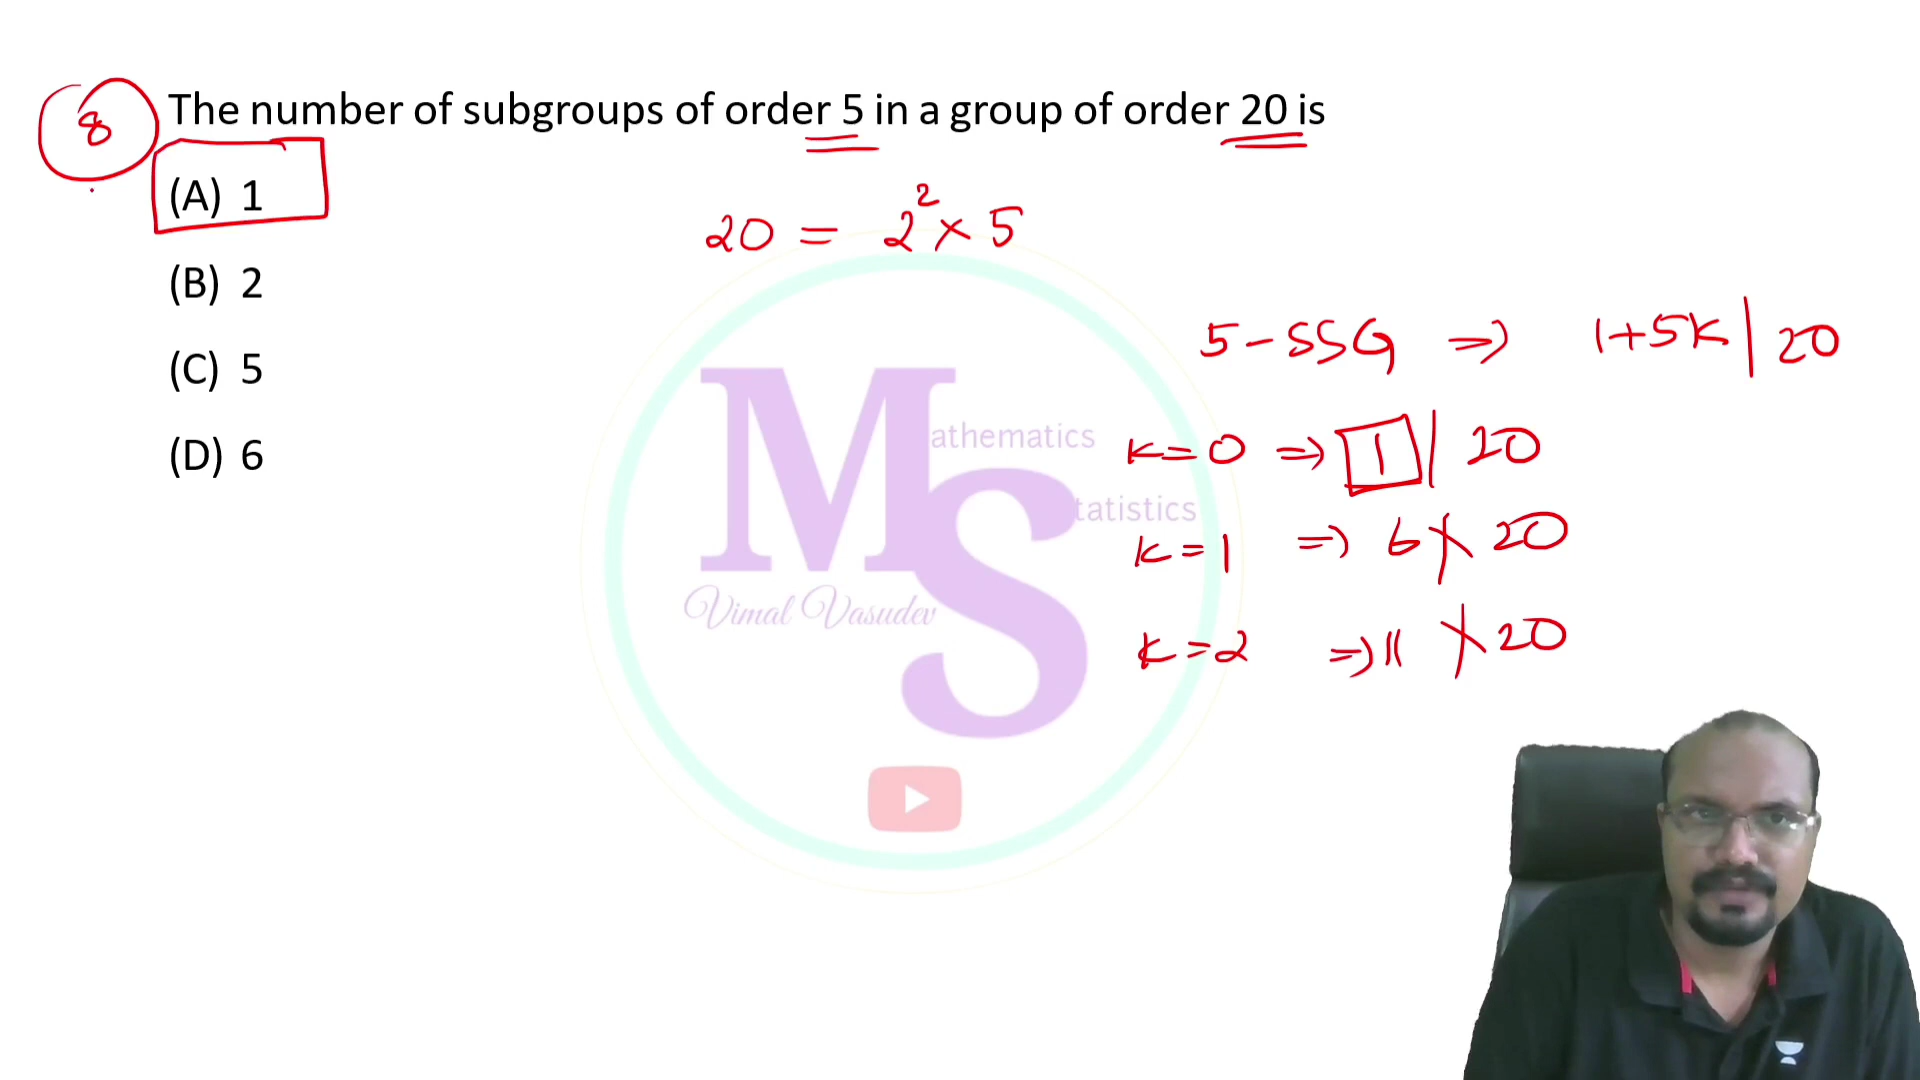 8 The number of subgroups of order 5 in a group of order 20 is
(A) 1
20 = 2² × 5
(B) 2
5-SSG ⇒ 1+5K | 20
(C) 5
K=0 ⇒ 1 | 20
(D) 6
K=1 ⇒ 6 ∤ 20
K=2 ⇒ 11 ∤ 20
M athematics
S tatistics
Vimal Vasudev